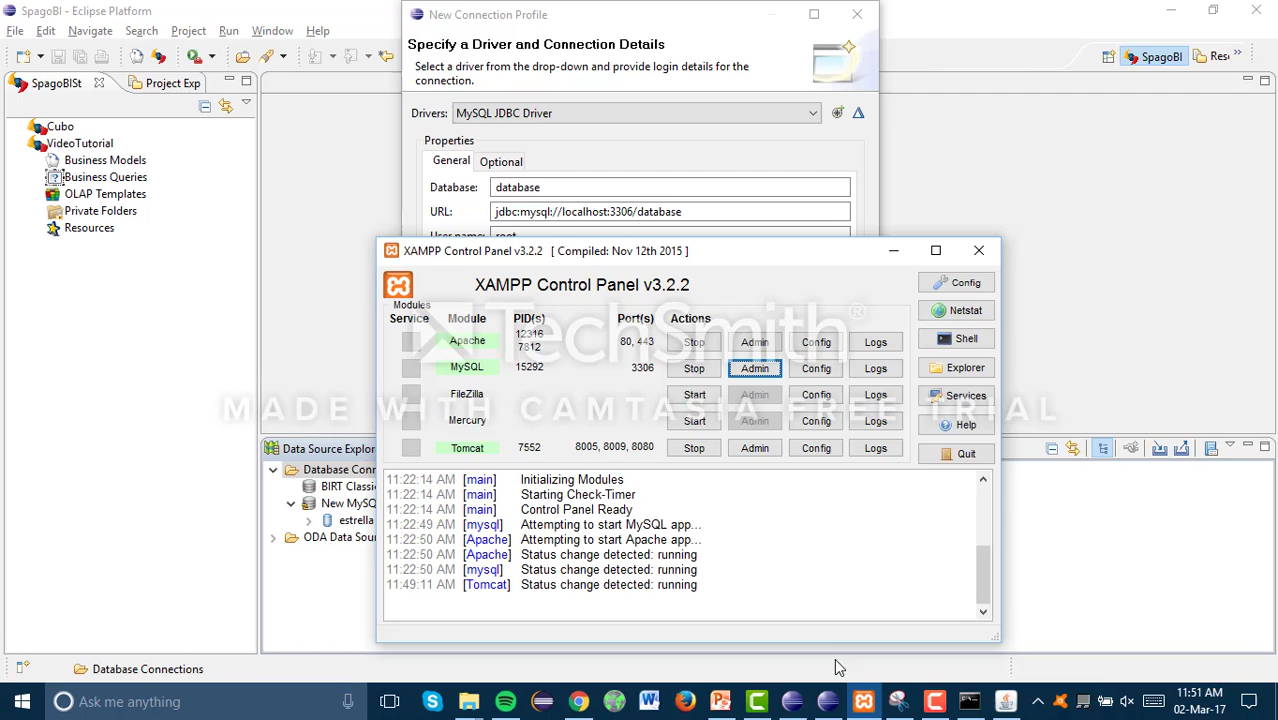 SpagoBI - Eclipse Platform
File Edit Navigate Search Project Run Window Help
SpagoBI
Res
SpagoBISt
Project Exp
Cubo
VideoTutorial
Business Models
Business Queries
OLAP Templates
Private Folders
Resources
New Connection Profile
Specify a Driver and Connection Details
Select a driver from the drop-down and provide login details for the
connection.
Drivers: MySQL JDBC Driver
Properties
General Optional
Database: database
URL: jdbc:mysql://localhost:3306/database
User name: root
XAMPP Control Panel v3.2.2 [ Compiled: Nov 12th 2015 ]
XAMPP Control Panel v3.2.2
Modules
Service Module PID(s) Port(s) Actions
Apache 12316 7812 80, 443 Stop Admin Config Logs
MySQL 15292 3306 Stop Admin Config Logs
FileZilla Start Admin Config Logs
Mercury Start Admin Config Logs
Tomcat 7552 8005, 8009, 8080 Stop Admin Config Logs
Config
Netstat
Shell
Explorer
Services
Help
Quit
TechSmith®
MADE WITH CAMTASIA FREE TRIAL
11:22:14 AM [main] Initializing Modules
11:22:14 AM [main] Starting Check-Timer
11:22:14 AM [main] Control Panel Ready
11:22:49 AM [mysql] Attempting to start MySQL app...
11:22:50 AM [Apache] Attempting to start Apache app...
11:22:50 AM [Apache] Status change detected: running
11:22:50 AM [mysql] Status change detected: running
11:49:11 AM [Tomcat] Status change detected: running
Data Source Explor
Database Conn
BIRT Classic
New MySQ
estrella
ODA Data Sour
Database Connections
Ask me anything
11:51 AM
02-Mar-17